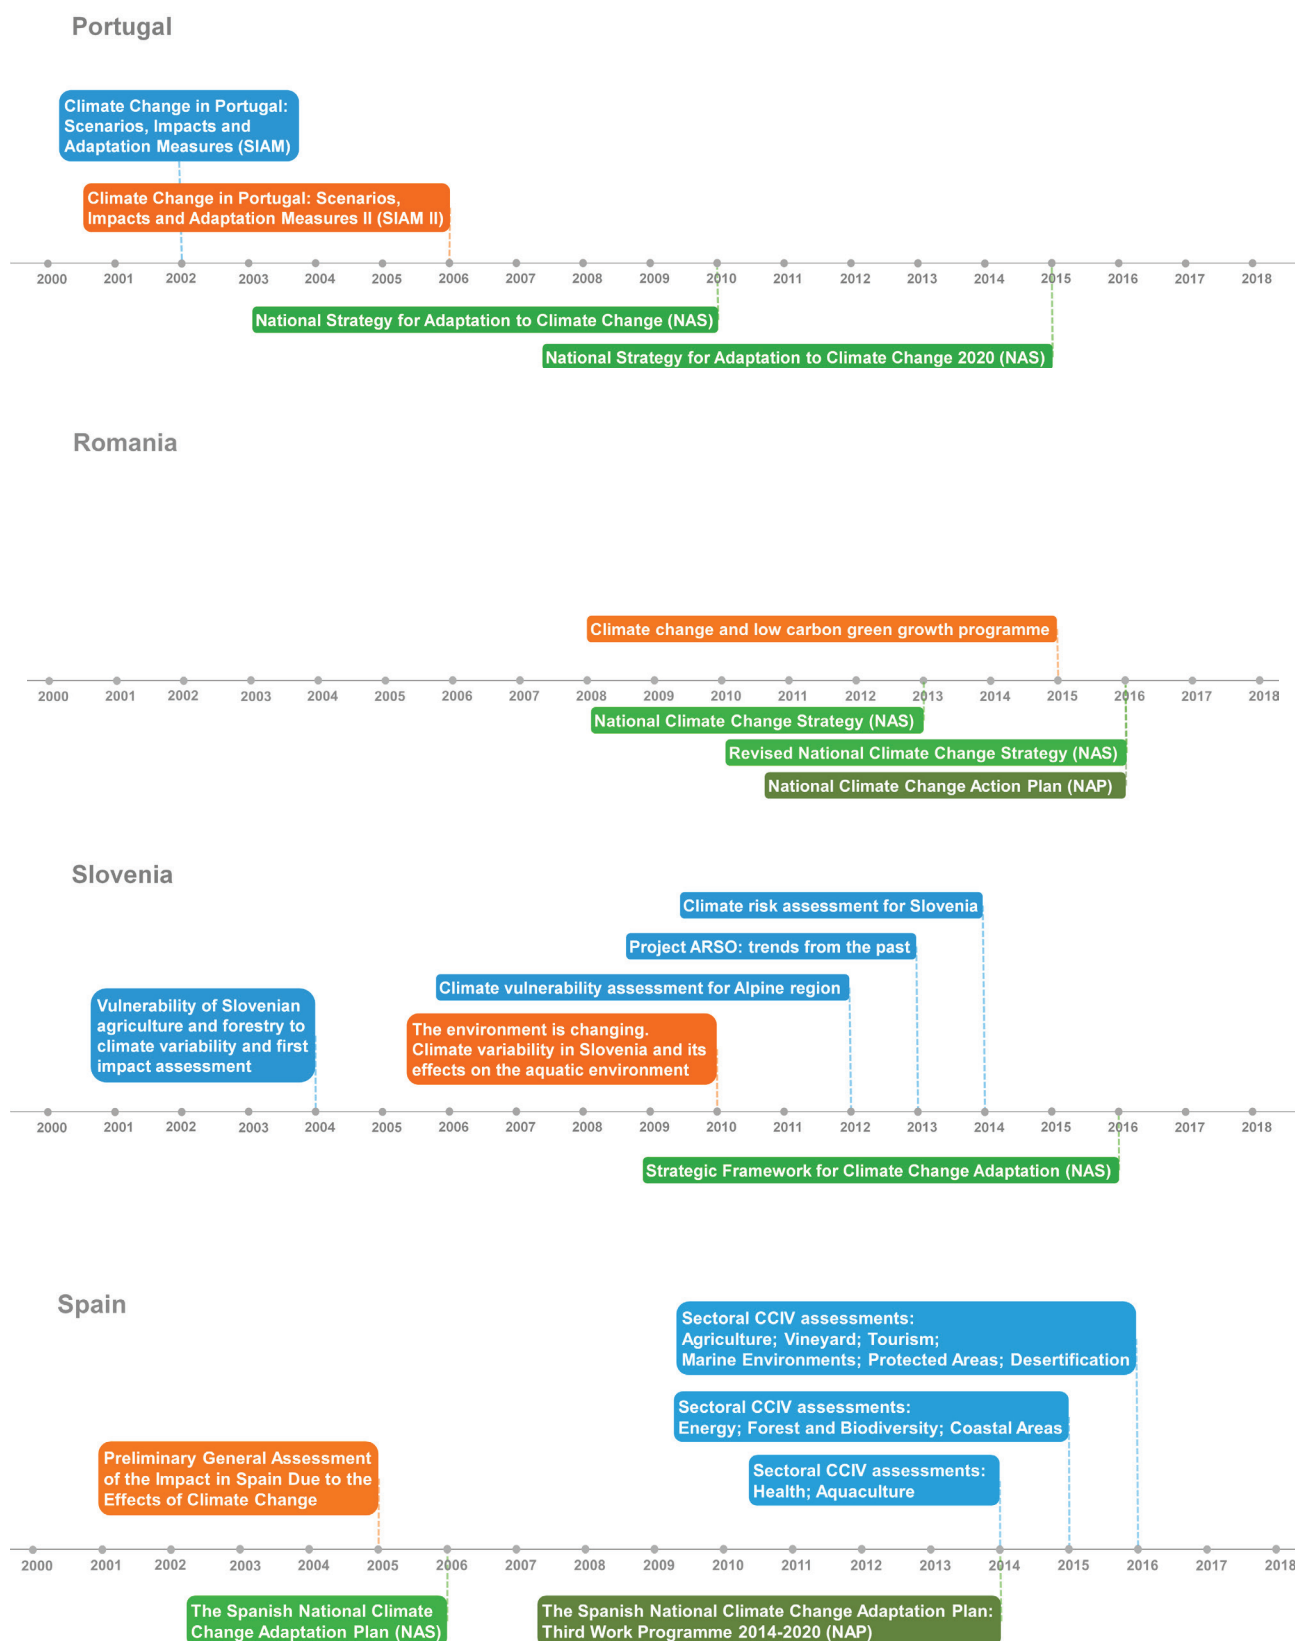 Portugal
Climate Change in Portugal:
Scenarios, Impacts and
Adaptation Measures (SIAM)
Climate Change in Portugal: Scenarios,
Impacts and Adaptation Measures II (SIAM II)
2000 2001 2002 2003 2004 2005 2006 2007 2008 2009 2010 2011 2012 2013 2014 2015 2016 2017 2018
National Strategy for Adaptation to Climate Change (NAS)
National Strategy for Adaptation to Climate Change 2020 (NAS)
Romania
Climate change and low carbon green growth programme
2000 2001 2002 2003 2004 2005 2006 2007 2008 2009 2010 2011 2012 2013 2014 2015 2016 2017 2018
National Climate Change Strategy (NAS)
Revised National Climate Change Strategy (NAS)
National Climate Change Action Plan (NAP)
Slovenia
Climate risk assessment for Slovenia
Project ARSO: trends from the past
Climate vulnerability assessment for Alpine region
Vulnerability of Slovenian
agriculture and forestry to
climate variability and first
impact assessment
The environment is changing.
Climate variability in Slovenia and its
effects on the aquatic environment
2000 2001 2002 2003 2004 2005 2006 2007 2008 2009 2010 2011 2012 2013 2014 2015 2016 2017 2018
Strategic Framework for Climate Change Adaptation (NAS)
Spain
Sectoral CCIV assessments:
Agriculture; Vineyard; Tourism;
Marine Environments; Protected Areas; Desertification
Sectoral CCIV assessments:
Energy; Forest and Biodiversity; Coastal Areas
Preliminary General Assessment
of the Impact in Spain Due to the
Effects of Climate Change
Sectoral CCIV assessments:
Health; Aquaculture
2000 2001 2002 2003 2004 2005 2006 2007 2008 2009 2010 2011 2012 2013 2014 2015 2016 2017 2018
The Spanish National Climate
Change Adaptation Plan (NAS)
The Spanish National Climate Change Adaptation Plan:
Third Work Programme 2014-2020 (NAP)